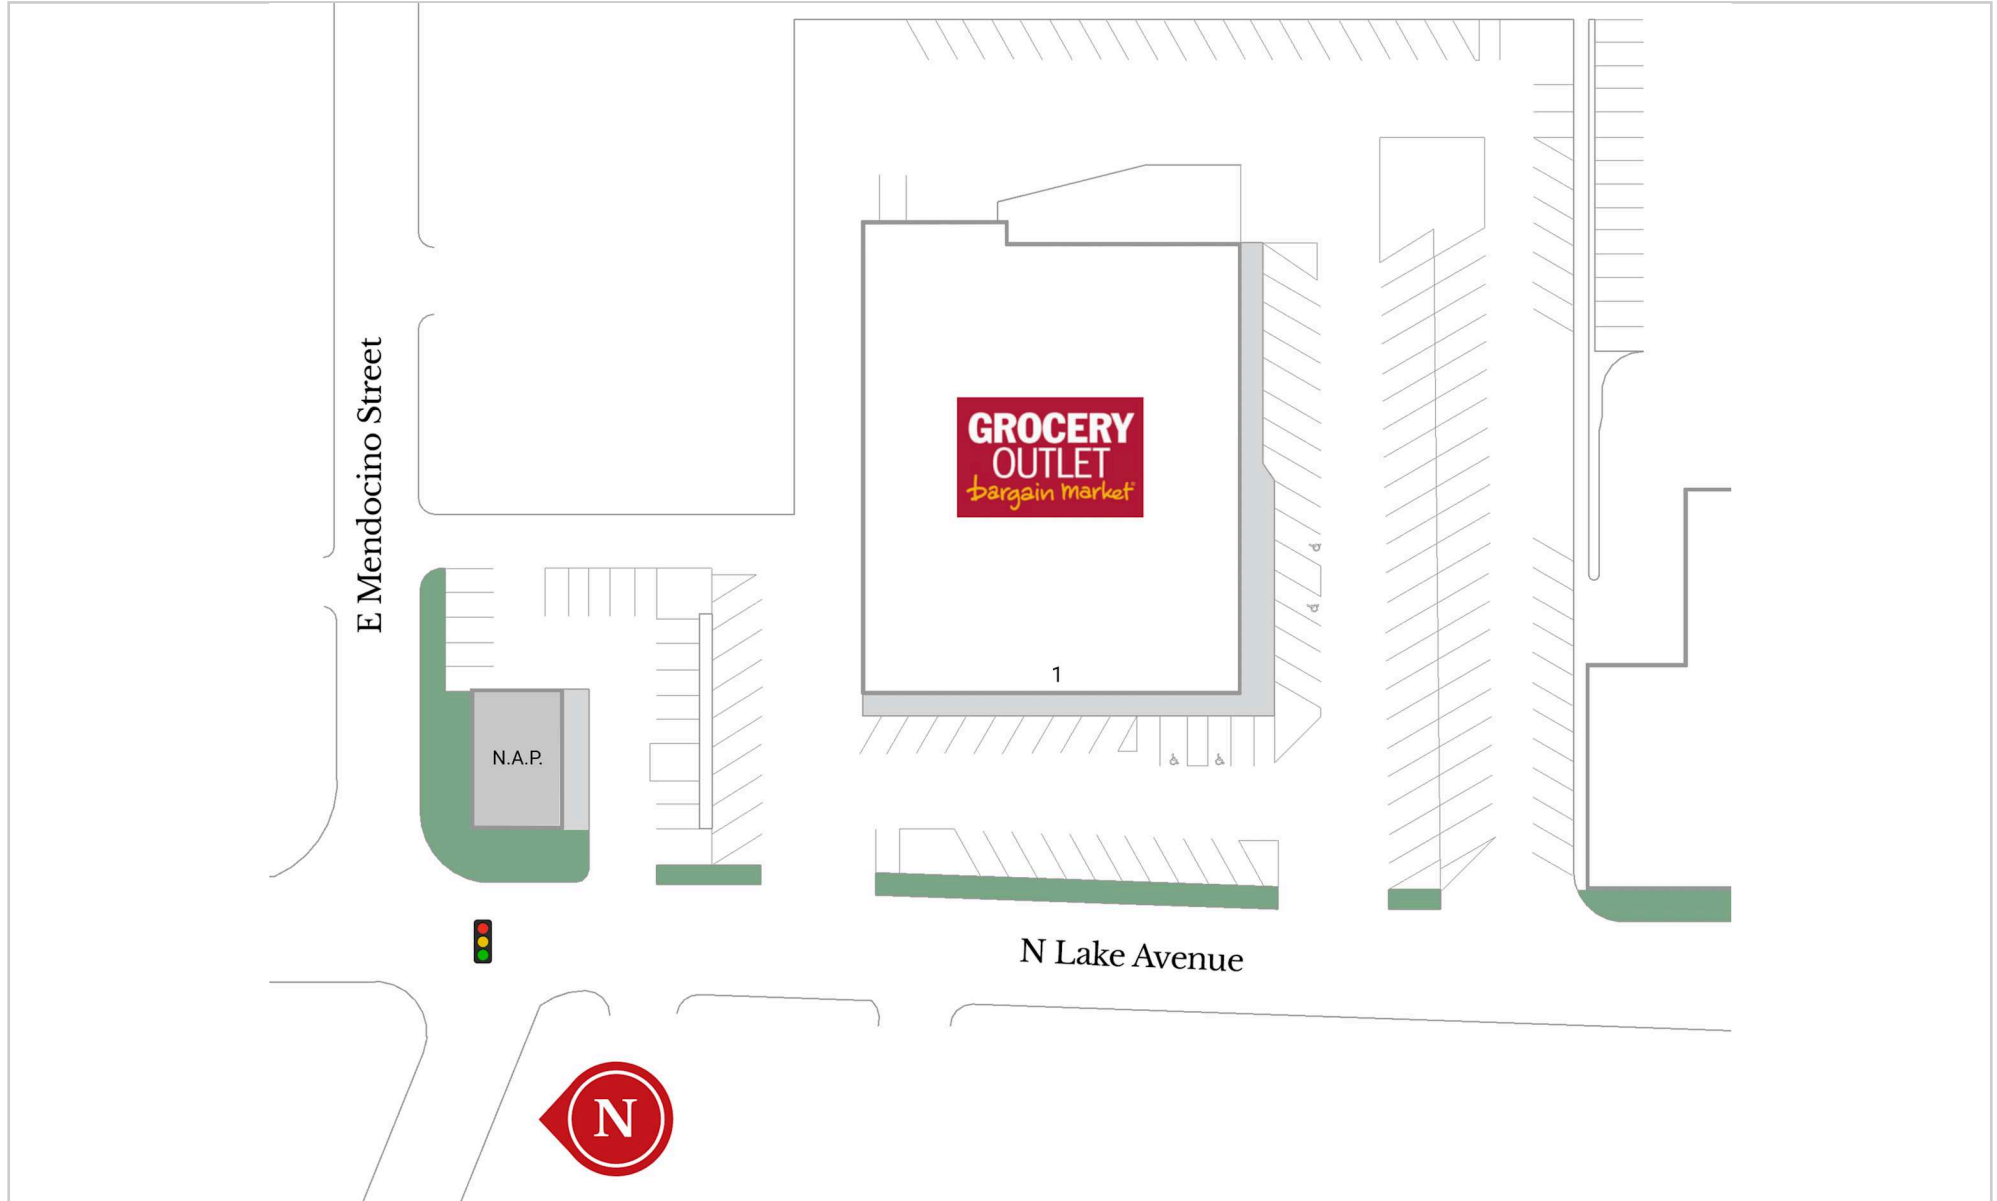 E Mendocino Street
GROCERY
OUTLET
bargain market
1
N.A.P.
N Lake Avenue
N